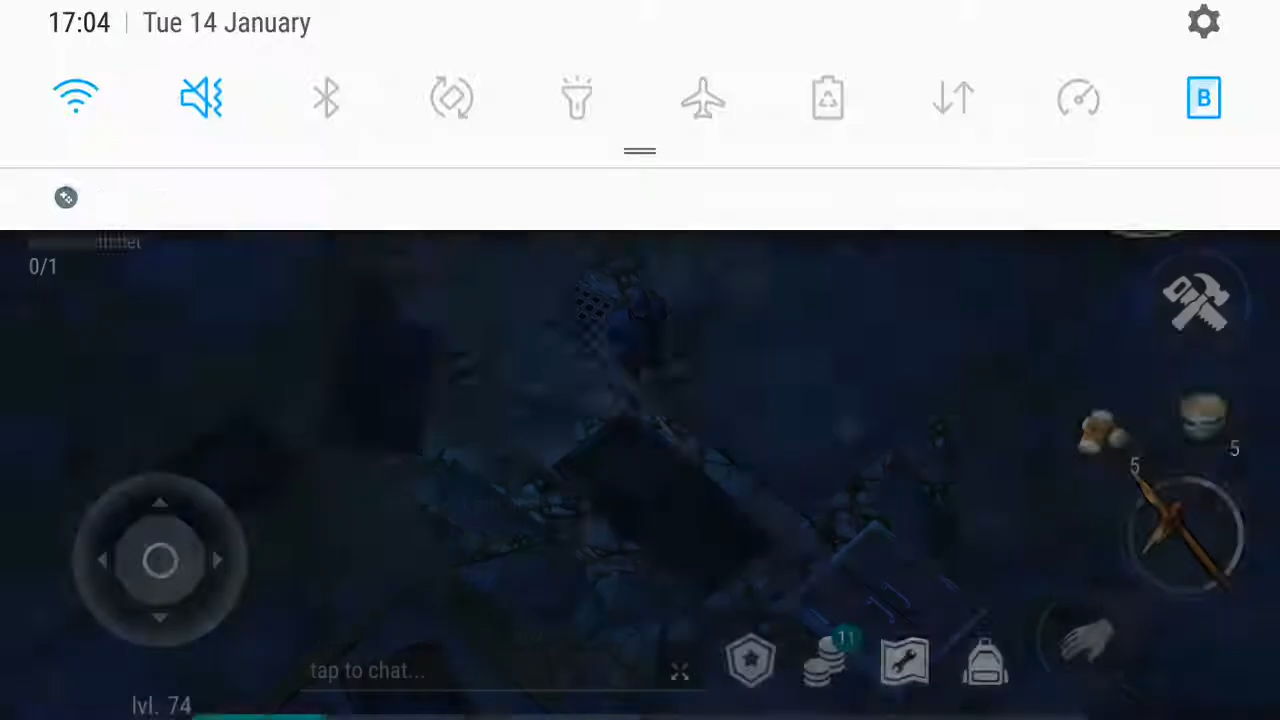 17:04 | Tue 14 January
B
0/1
5
5
11
tap to chat...
lvl. 74